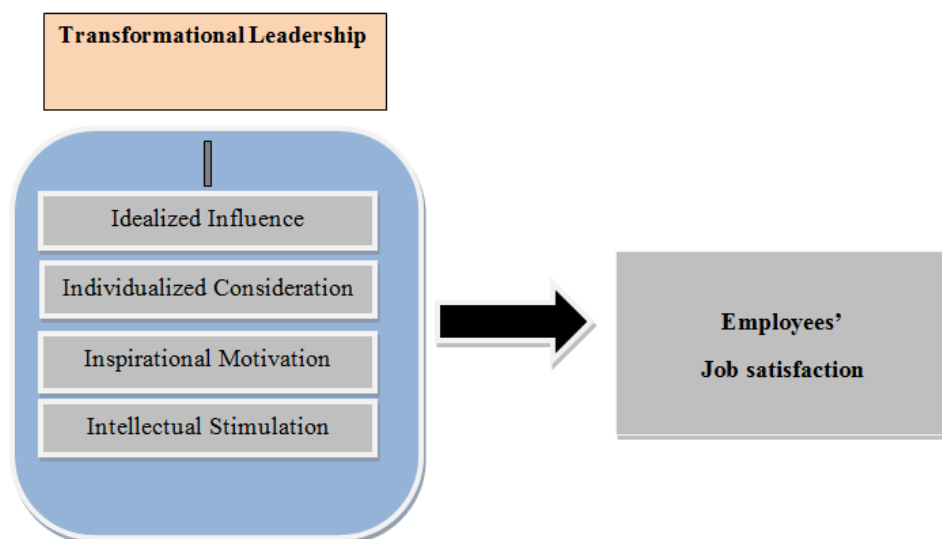 Transformational Leadership
Idealized Influence
Individualized Consideration
Inspirational Motivation
Intellectual Stimulation
Employees’
Job satisfaction